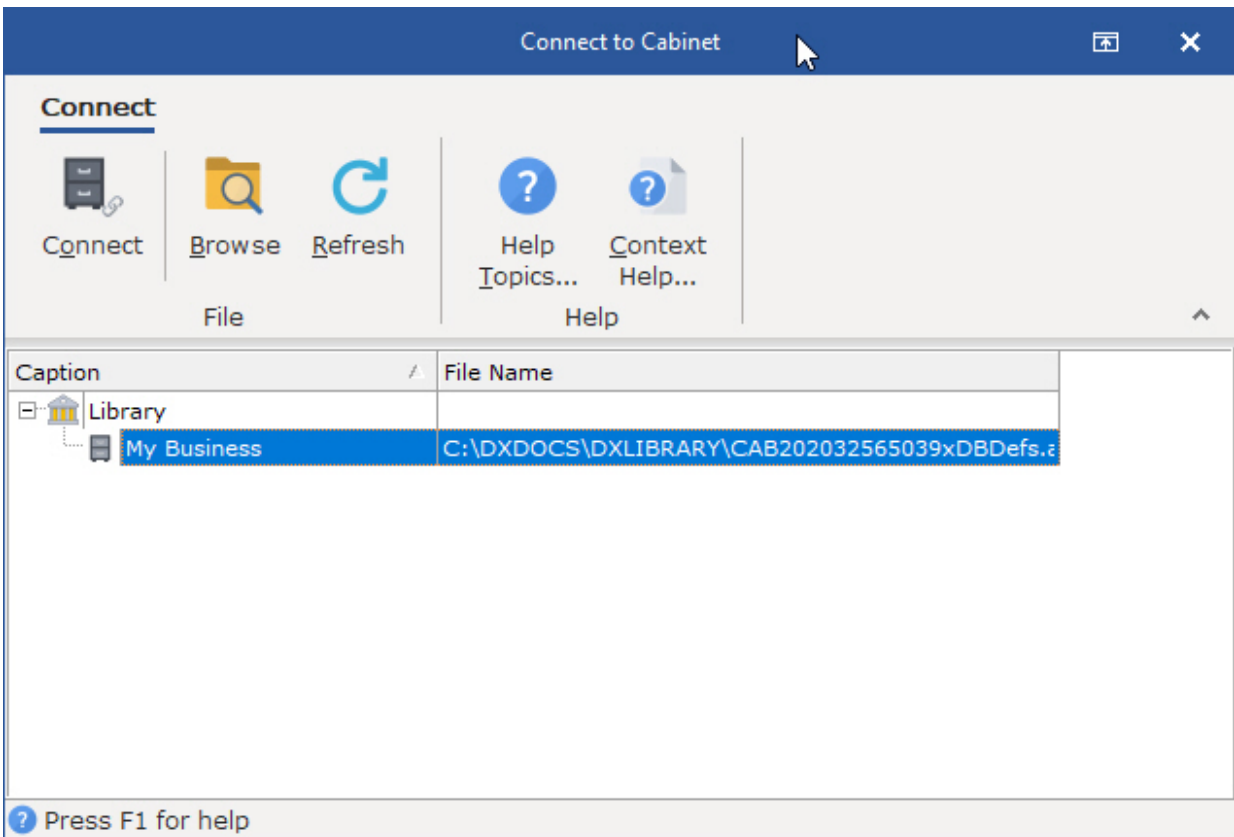 Connect to Cabinet
Connect
Connect Browse Refresh Help Context
Topics... Help...
File Help
Caption File Name
Library
My Business C:\DXDOCS\DXLIBRARY\CAB202032565039xDBDefs.a
Press F1 for help